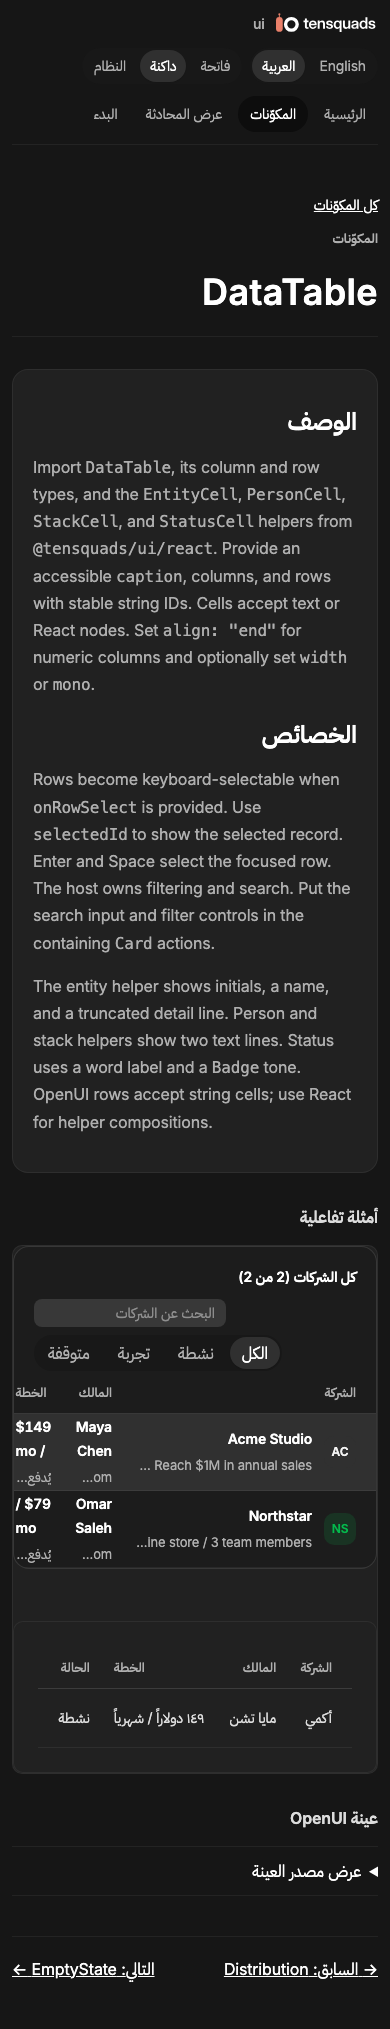 tensquads ui
English العربية فاتحة داكنة النظام
الرئيسية المكوّنات عرض المحادثة البدء
كل المكوّنات
المكوّنات
DataTable
الوصف
Import DataTable, its column and row
types, and the EntityCell, PersonCell,
StackCell, and StatusCell helpers from
@tensquads/ui/react. Provide an
accessible caption, columns, and rows
with stable string IDs. Cells accept text or
React nodes. Set align: "end" for
numeric columns and optionally set width
or mono.
الخصائص
Rows become keyboard-selectable when
onRowSelect is provided. Use
selectedId to show the selected record.
Enter and Space select the focused row.
The host owns filtering and search. Put the
search input and filter controls in the
containing Card actions.
The entity helper shows initials, a name,
and a truncated detail line. Person and
stack helpers show two text lines. Status
uses a word label and a Badge tone.
OpenUI rows accept string cells; use React
for helper compositions.
أمثلة تفاعلية
كل الشركات (2 من 2)
البحث عن الشركات
الكل نشطة تجربة متوقفة
الشركة المالك الخطة
AC Acme Studio Maya Chen $149 / mo
Reach $1M in annual sales ... om... يُدفع...
NS Northstar Omar Saleh $79 / mo
...ine store / 3 team members om... يُدفع...
الشركة المالك الخطة الحالة
أكمي مايا تشن ١٤٩ دولاراً / شهرياً نشطة
عينة OpenUI
عرض مصدر العينة
→ السابق: Distribution
التالي: EmptyState ←